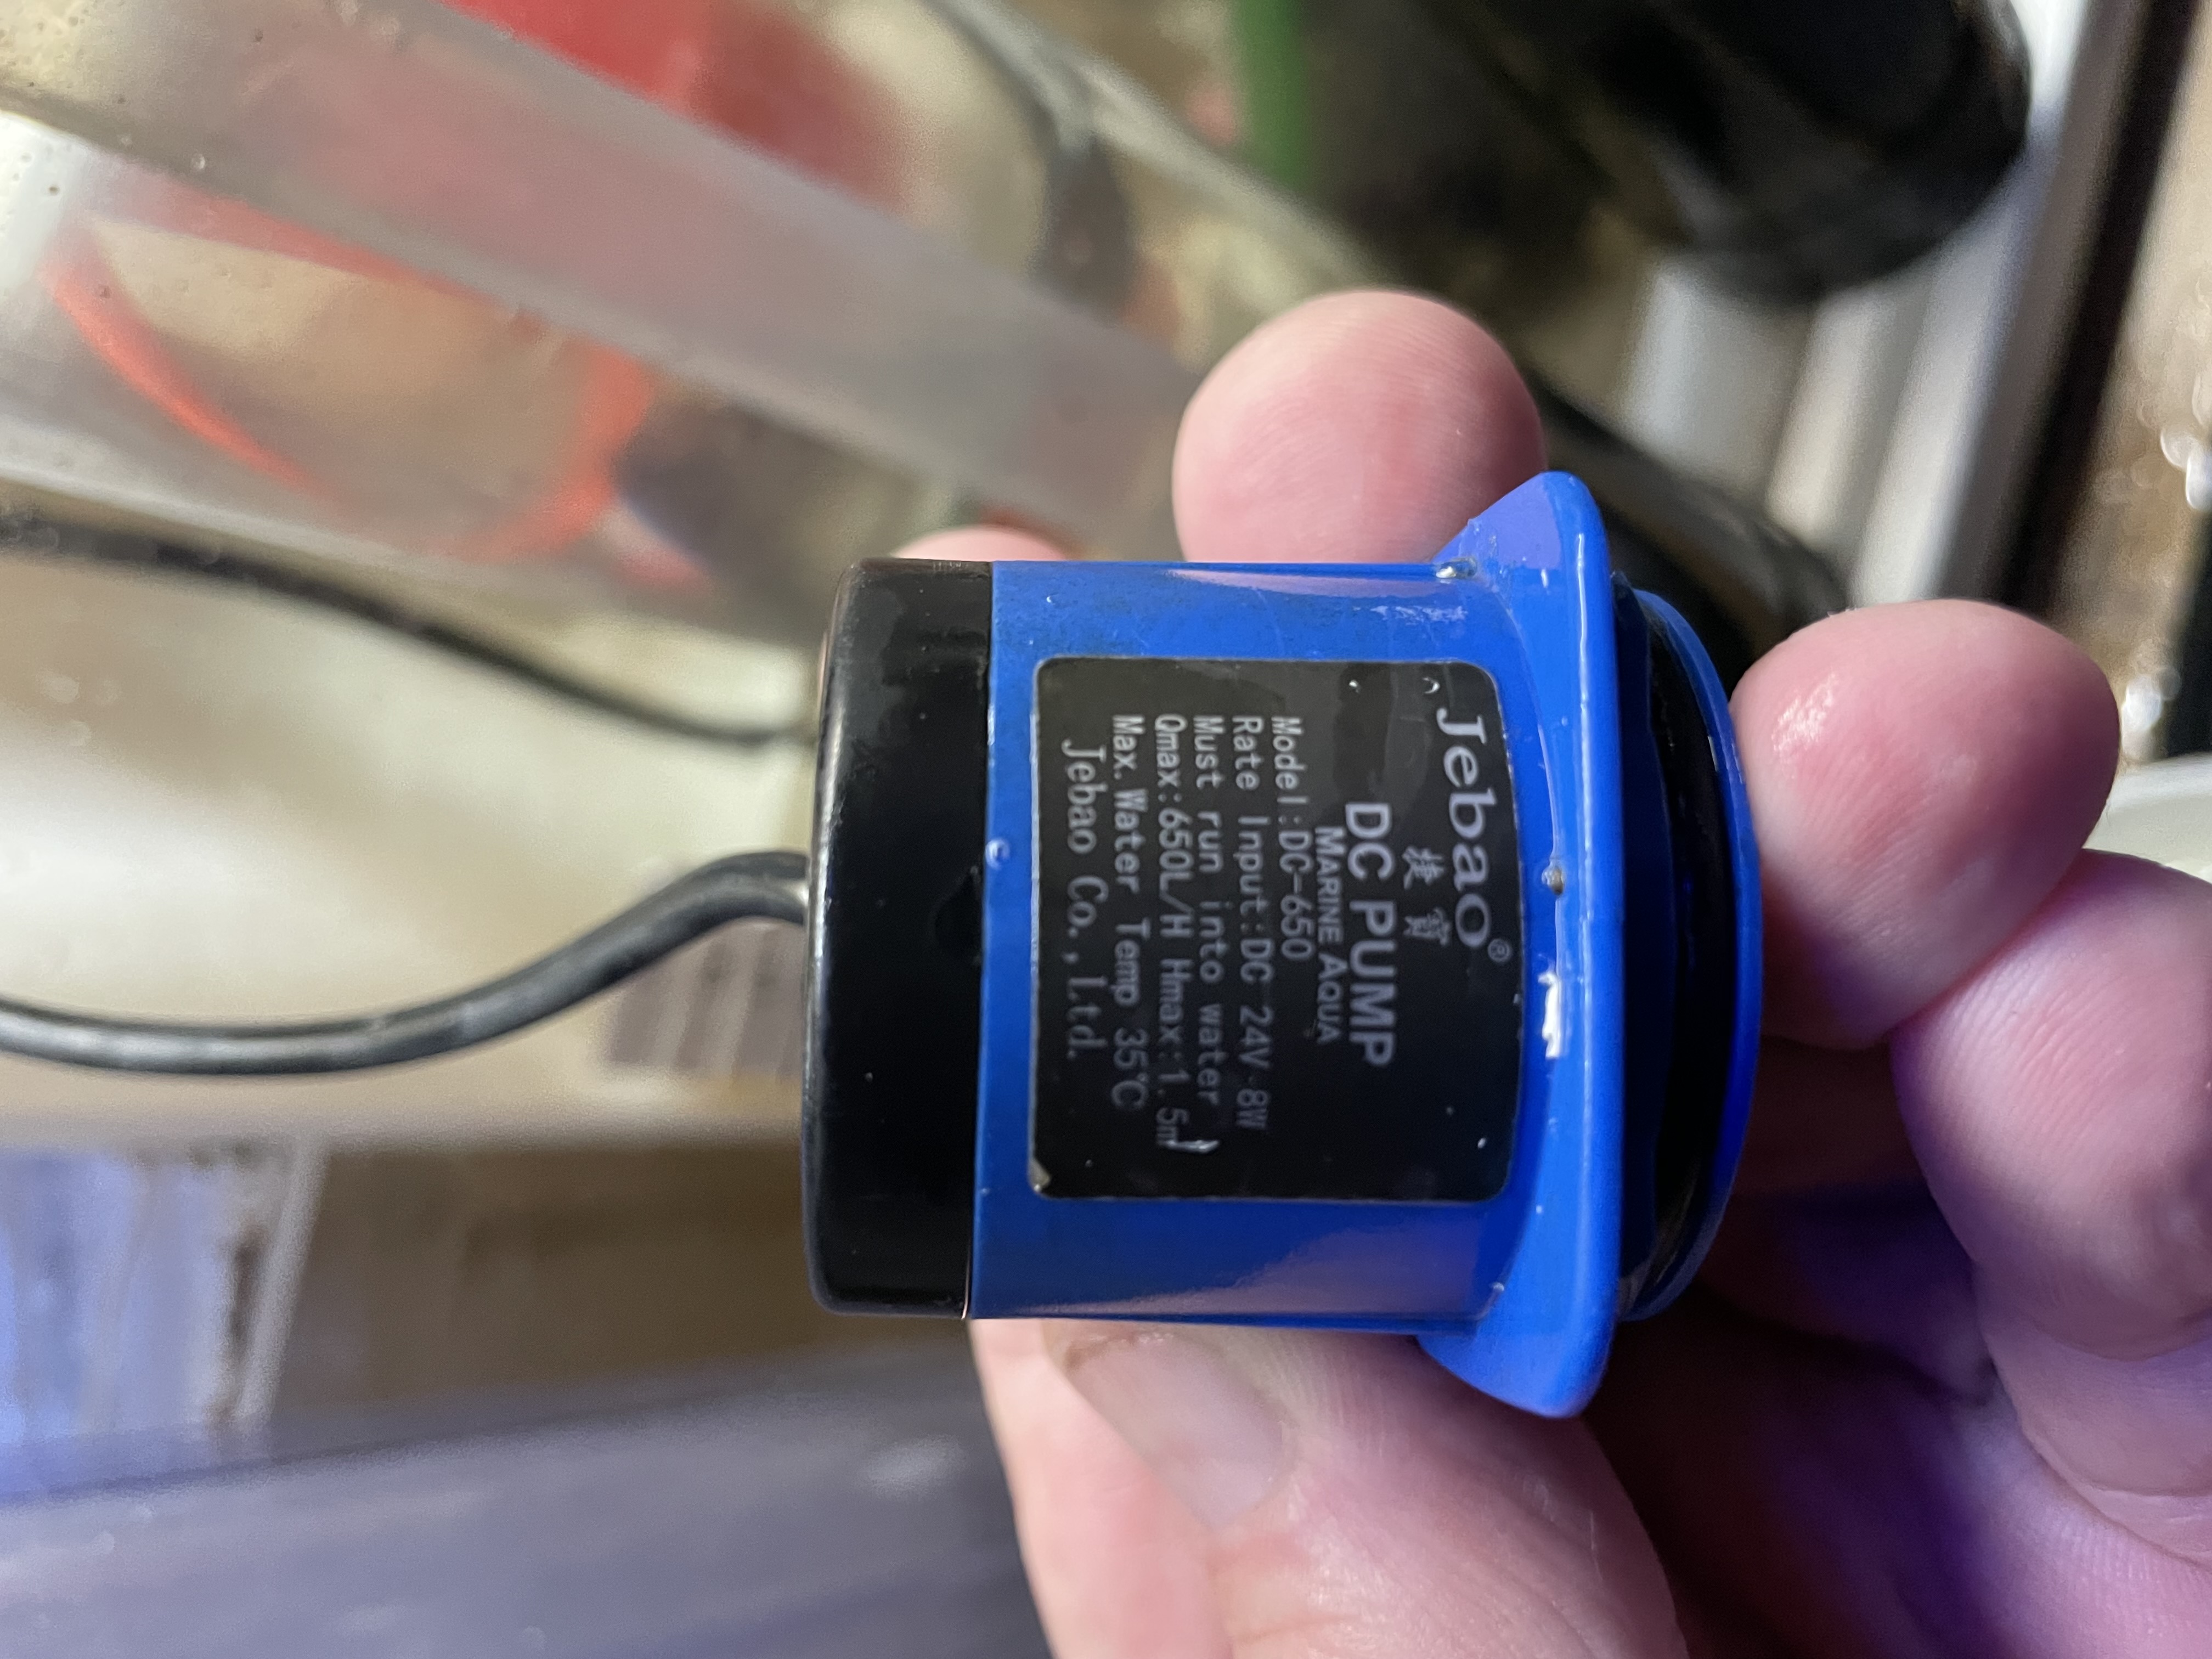 Jebao®
捷寶
DC PUMP
MARINE AQUA
Model:DC-650
Rate Input:DC 24V 8W
Must run into water
Qmax:650L/H Hmax:1.5m
Max.Water Temp 35℃
Jebao Co.,Ltd.